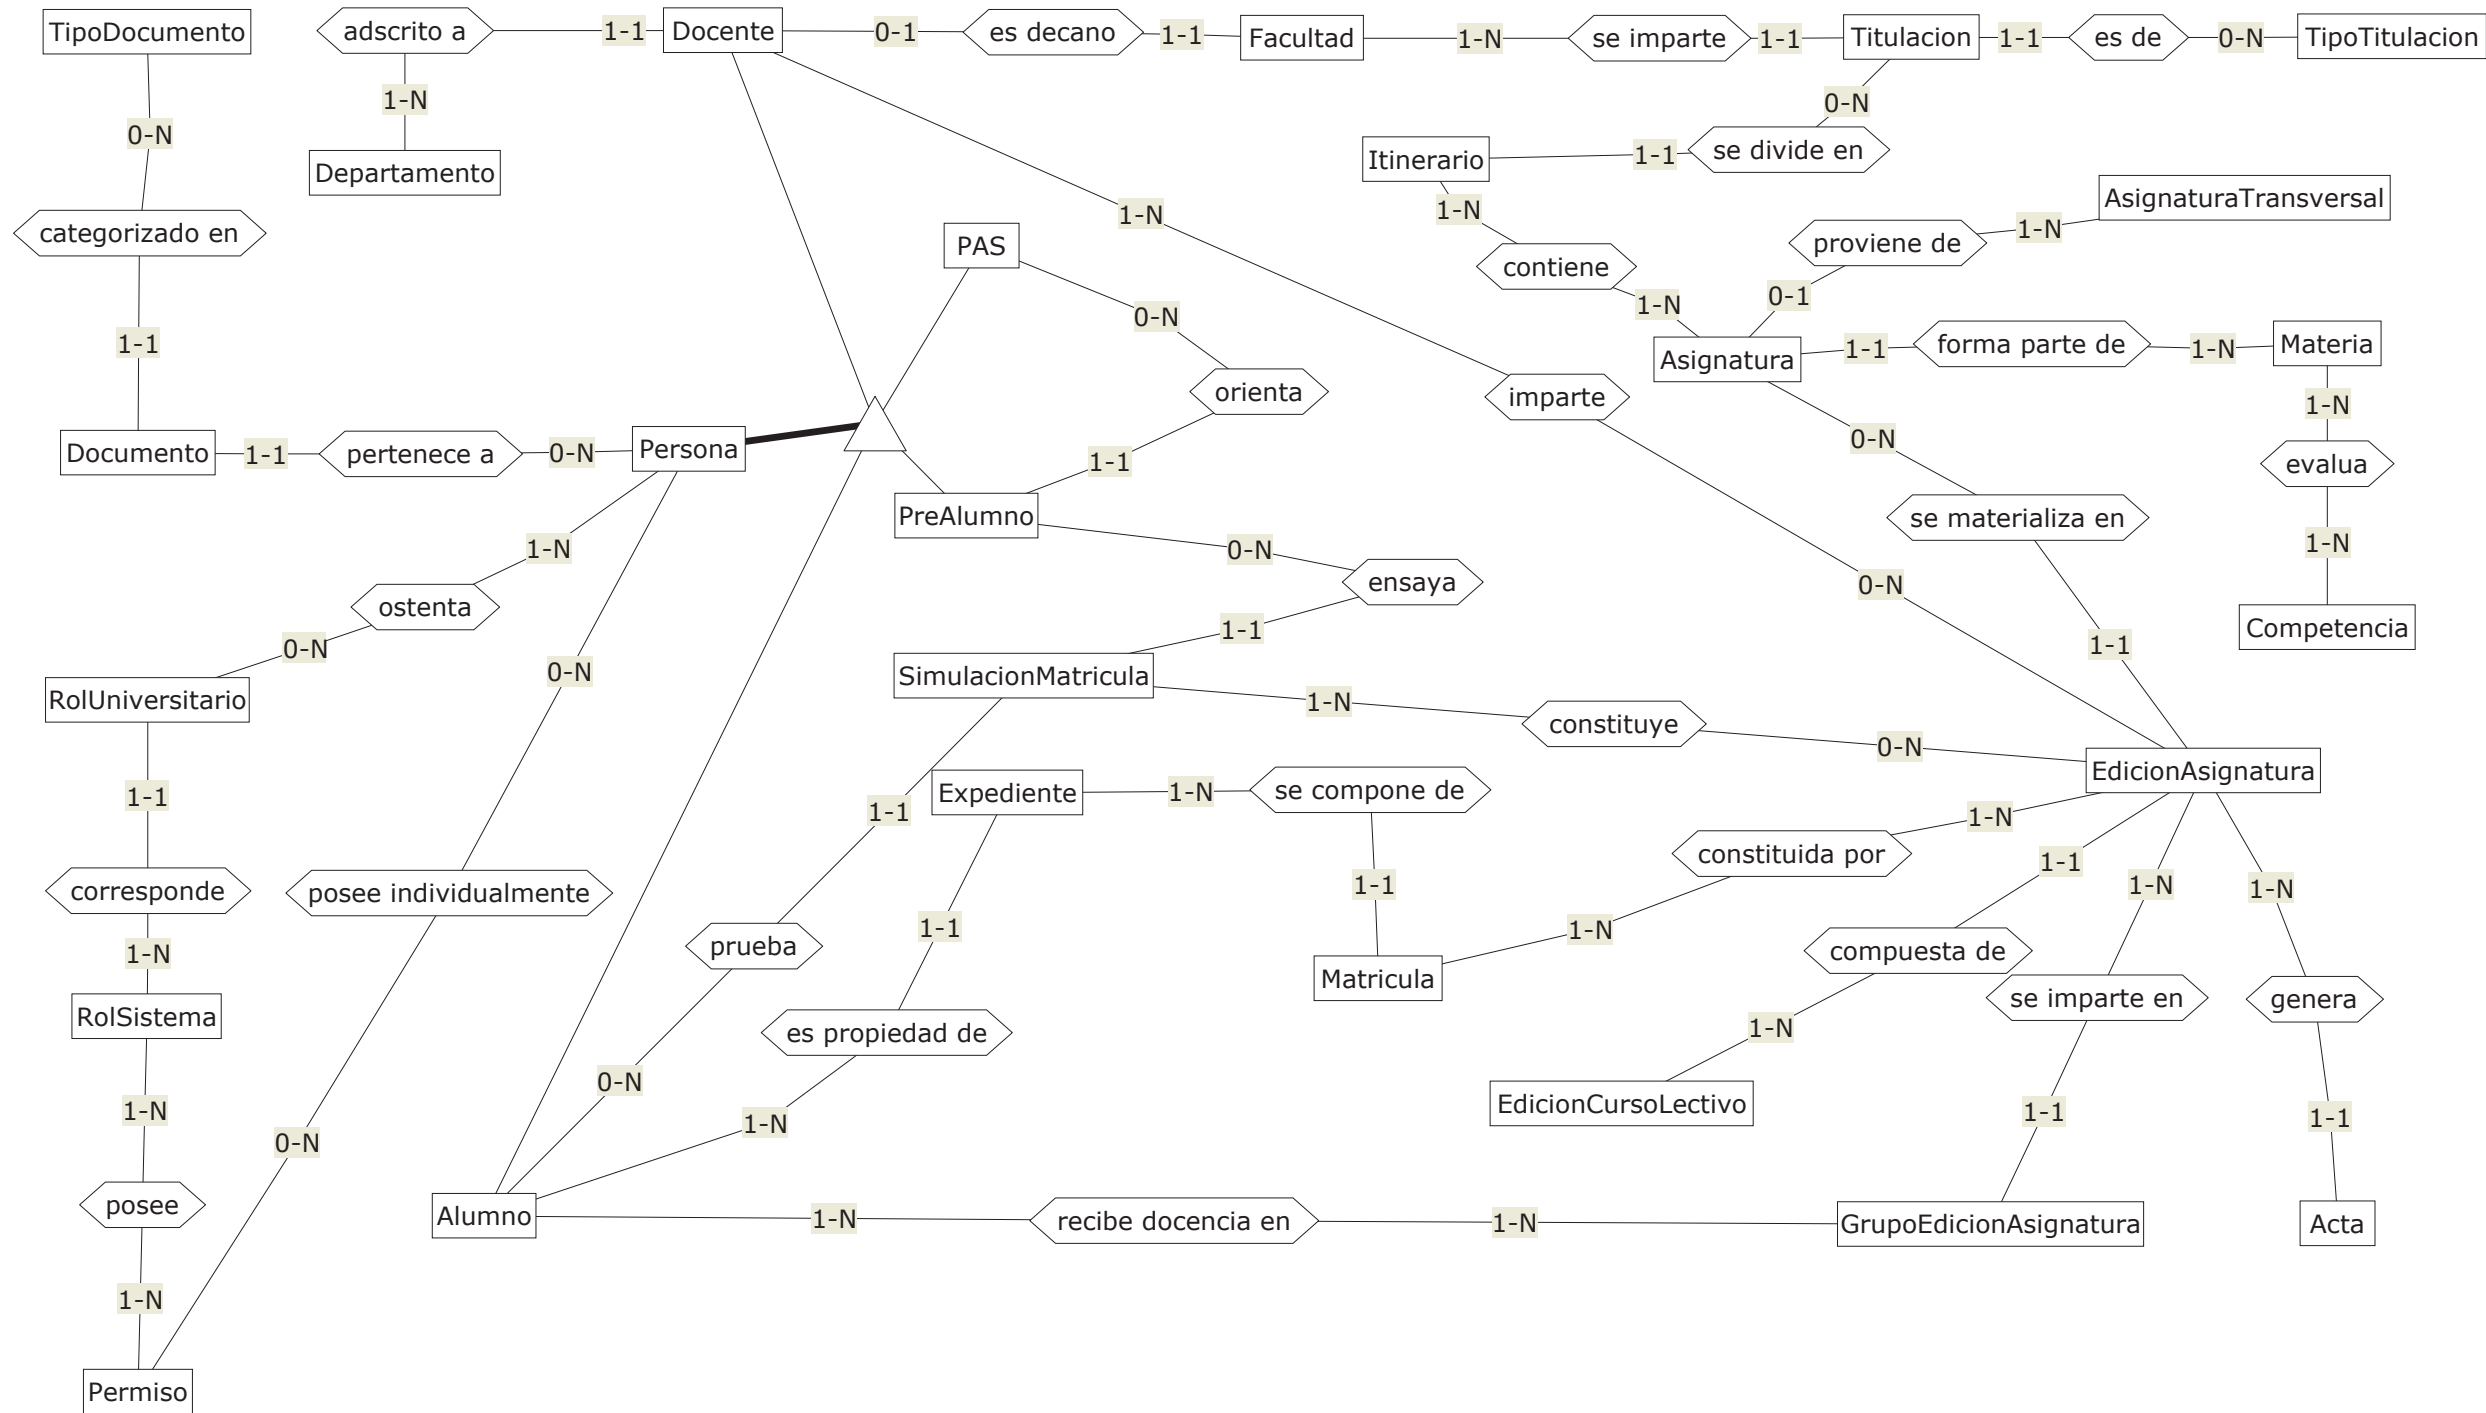 TipoDocumento
adscrito a
1-1
Docente
0-1
es decano
1-1
Facultad
1-N
se imparte
1-1
Titulacion
1-1
es de
0-N
TipoTitulacion
0-N
1-N
0-N
Departamento
Itinerario
1-1
se divide en
1-N
AsignaturaTransversal
1-N
categorizado en
PAS
1-N
proviene de
contiene
0-1
1-N
0-N
1-1
forma parte de
1-N
Materia
1-1
Asignatura
orienta
imparte
1-N
0-N
Documento
1-1
pertenece a
0-N
Persona
1-1
evalua
PreAlumno
se materializa en
1-N
0-N
1-N
ensaya
0-N
ostenta
1-1
Competencia
0-N
1-1
0-N
SimulacionMatricula
RolUniversitario
1-N
constituye
0-N
EdicionAsignatura
1-1
1-1
Expediente
1-N
se compone de
1-N
constituida por
1-1
corresponde
posee individualmente
1-1
1-N
1-N
1-1
1-N
prueba
1-N
compuesta de
Matricula
RolSistema
se imparte en
genera
es propiedad de
1-N
0-N
1-N
1-N
EdicionCursoLectivo
1-1
1-1
0-N
posee
Alumno
1-N
recibe docencia en
1-N
GrupoEdicionAsignatura
Acta
1-N
Permiso